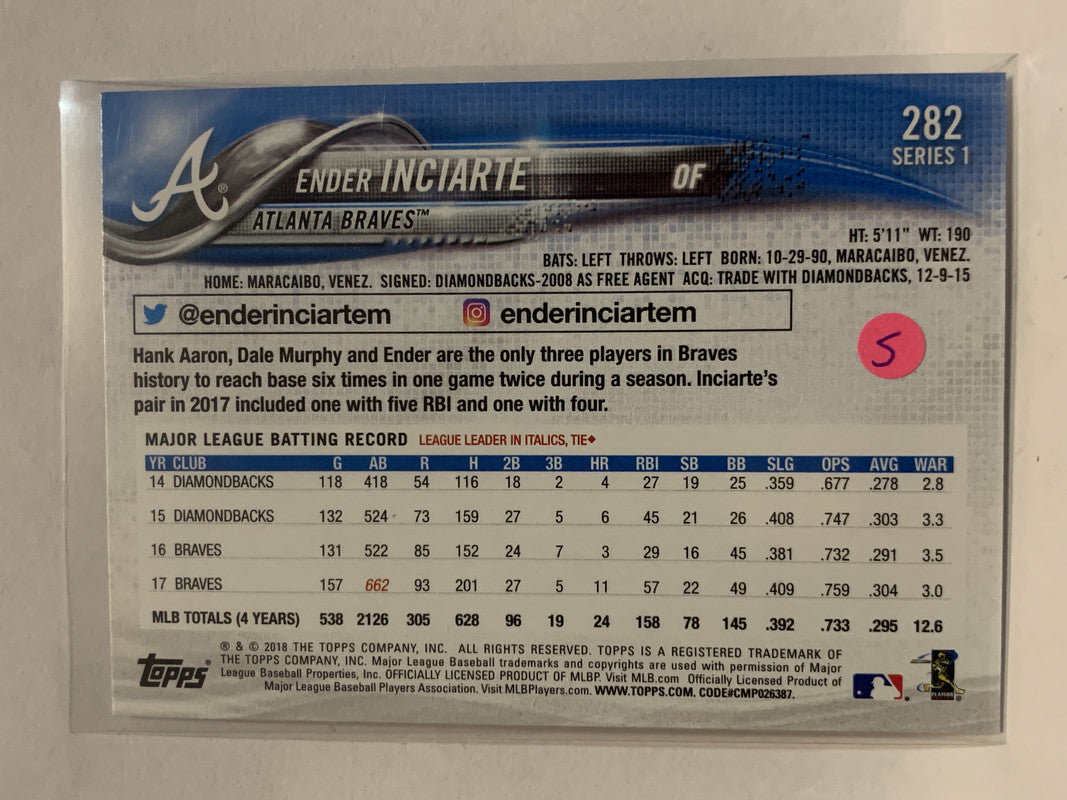 282
SERIES 1
A®
ENDER INCIARTE OF
ATLANTA BRAVES™
HT: 5'11" WT: 190
BATS: LEFT THROWS: LEFT BORN: 10-29-90, MARACAIBO, VENEZ.
HOME: MARACAIBO, VENEZ. SIGNED: DIAMONDBACKS-2008 AS FREE AGENT ACQ: TRADE WITH DIAMONDBACKS, 12-9-15
@enderinciartem enderinciartem
S
Hank Aaron, Dale Murphy and Ender are the only three players in Braves
history to reach base six times in one game twice during a season. Inciarte's
pair in 2017 included one with five RBI and one with four.
MAJOR LEAGUE BATTING RECORD LEAGUE LEADER IN ITALICS, TIE◆
YR CLUB G AB R H 2B 3B HR RBI SB BB SLG OPS AVG WAR
14 DIAMONDBACKS 118 418 54 116 18 2 4 27 19 25 .359 .677 .278 2.8
15 DIAMONDBACKS 132 524 73 159 27 5 6 45 21 26 .408 .747 .303 3.3
16 BRAVES 131 522 85 152 24 7 3 29 16 45 .381 .732 .291 3.5
17 BRAVES 157 662 93 201 27 5 11 57 22 49 .409 .759 .304 3.0
MLB TOTALS (4 YEARS) 538 2126 305 628 96 19 24 158 78 145 .392 .733 .295 12.6
® & © 2018 THE TOPPS COMPANY, INC. ALL RIGHTS RESERVED. TOPPS IS A REGISTERED TRADEMARK OF
THE TOPPS COMPANY, INC. Major League Baseball trademarks and copyrights are used with permission of Major
League Baseball Properties, Inc. OFFICIALLY LICENSED PRODUCT OF MLBP. Visit MLB.com Officially Licensed Product of
Major League Baseball Players Association. Visit MLBPlayers.com. WWW.TOPPS.COM. CODE#CMP026387.
topps®
PLAYERS